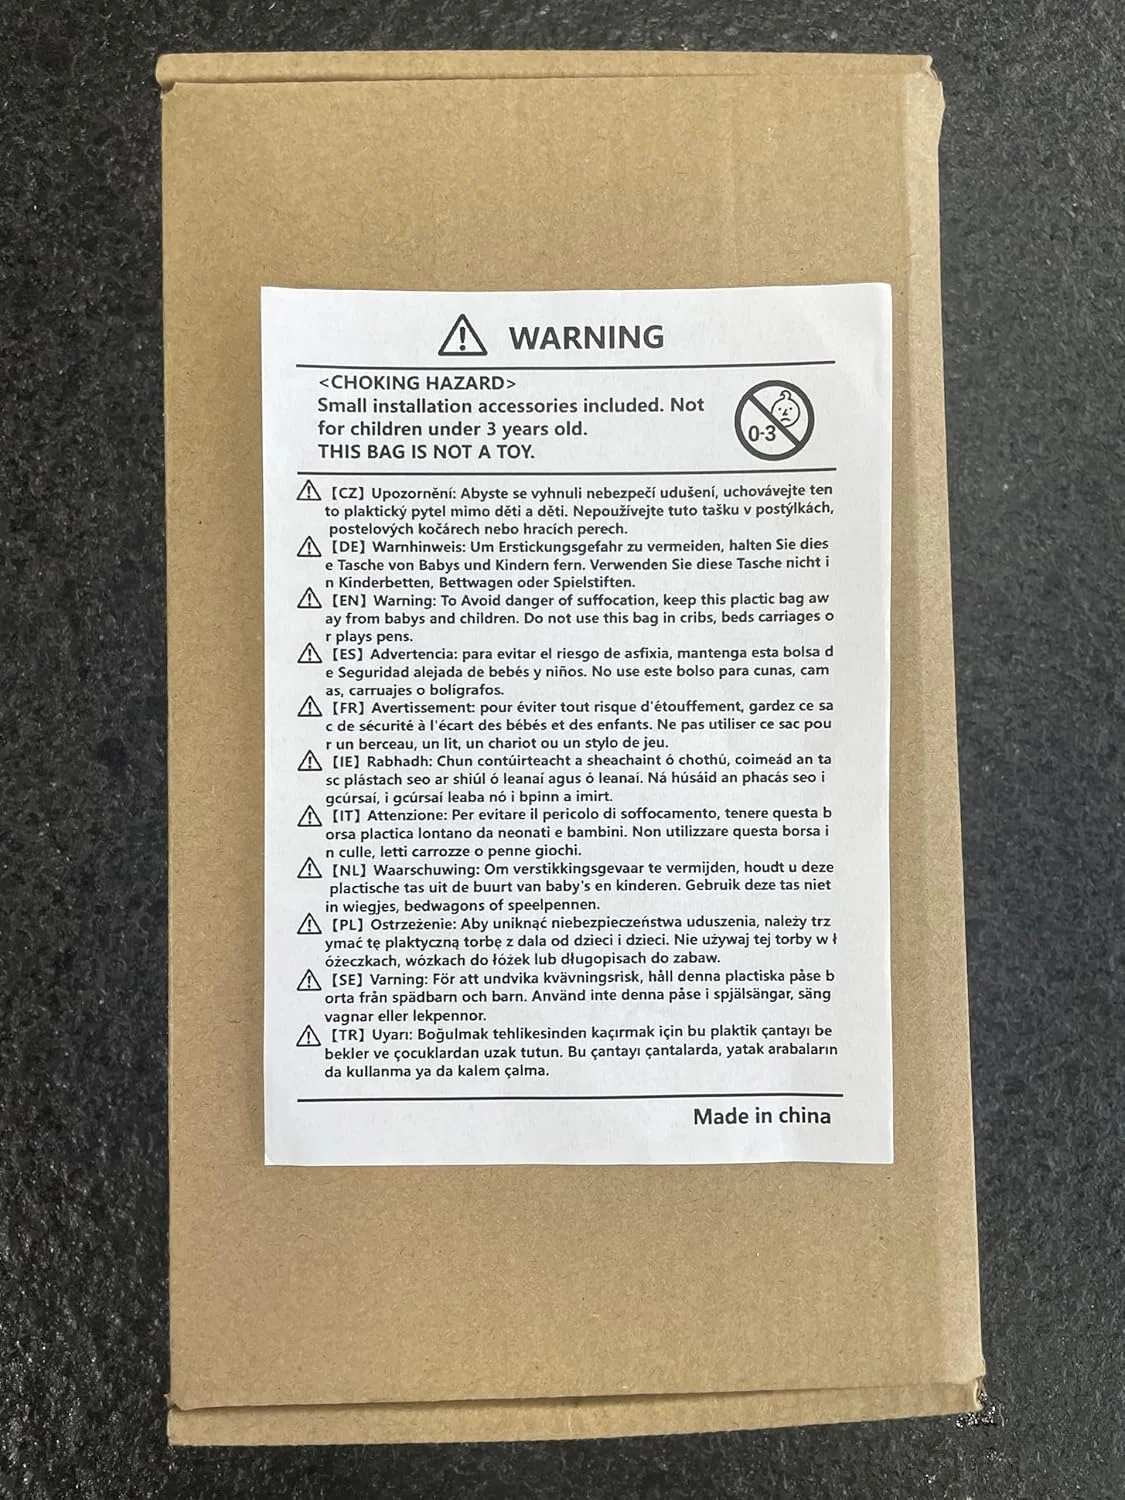 WARNING
<CHOKING HAZARD>
Small installation accessories included. Not
for children under 3 years old.
THIS BAG IS NOT A TOY.
0-3
【CZ】Upozornění: Abyste se vyhnuli nebezpečí udušení, uchovávejte ten
to plaktický pytel mimo děti a děti. Nepoužívejte tuto tašku v postýlkách,
postelových kočárech nebo hracích perech.
【DE】Warnhinweis: Um Erstickungsgefahr zu vermeiden, halten Sie dies
e Tasche von Babys und Kindern fern. Verwenden Sie diese Tasche nicht i
n Kinderbetten, Bettwagen oder Spielstiften.
【EN】Warning: To Avoid danger of suffocation, keep this plactic bag aw
ay from babys and children. Do not use this bag in cribs, beds carriages o
r plays pens.
【ES】Advertencia: para evitar el riesgo de asfixia, mantenga esta bolsa d
e Seguridad alejada de bebés y niños. No use este bolso para cunas, cam
as, carruajes o bolígrafos.
【FR】Avertissement: pour éviter tout risque d'étouffement, gardez ce sa
c de sécurité à l'écart des bébés et des enfants. Ne pas utiliser ce sac pou
r un berceau, un lit, un chariot ou un stylo de jeu.
【IE】Rabhadh: Chun contúirteacht a sheachaint ó chothú, coimeád an ta
sc plástach seo ar shiúl ó leanaí agus ó leanaí. Ná húsáid an phacás seo i
gcúrsaí, i gcúrsaí leaba nó i bpinn a imirt.
【IT】Attenzione: Per evitare il pericolo di soffocamento, tenere questa b
orsa plactica lontano da neonati e bambini. Non utilizzare questa borsa i
n culle, letti carrozze o penne giochi.
【NL】Waarschuwing: Om verstikkingsgevaar te vermijden, houdt u deze
plactische tas uit de buurt van baby's en kinderen. Gebruik deze tas niet
in wiegjes, bedwagons of speelpennen.
【PL】Ostrzeżenie: Aby uniknąć niebezpieczeństwa uduszenia, należy trz
ymać tę plaktyczną torbę z dala od dzieci i dzieci. Nie używaj tej torby w ł
óżeczkach, wózkach do łóżek lub długopisach do zabaw.
【SE】Varning: För att undvika kvävningsrisk, håll denna plactiska påse b
orta från spädbarn och barn. Använd inte denna påse i spjälsängar, säng
vagnar eller lekpennor.
【TR】Uyarı: Boğulmak tehlikesinden kaçırmak için bu plaktik çantayı be
bekler ve çocuklardan uzak tutun. Bu çantayı çantalarda, yatak arabaların
da kullanma ya da kalem çalma.
Made in china